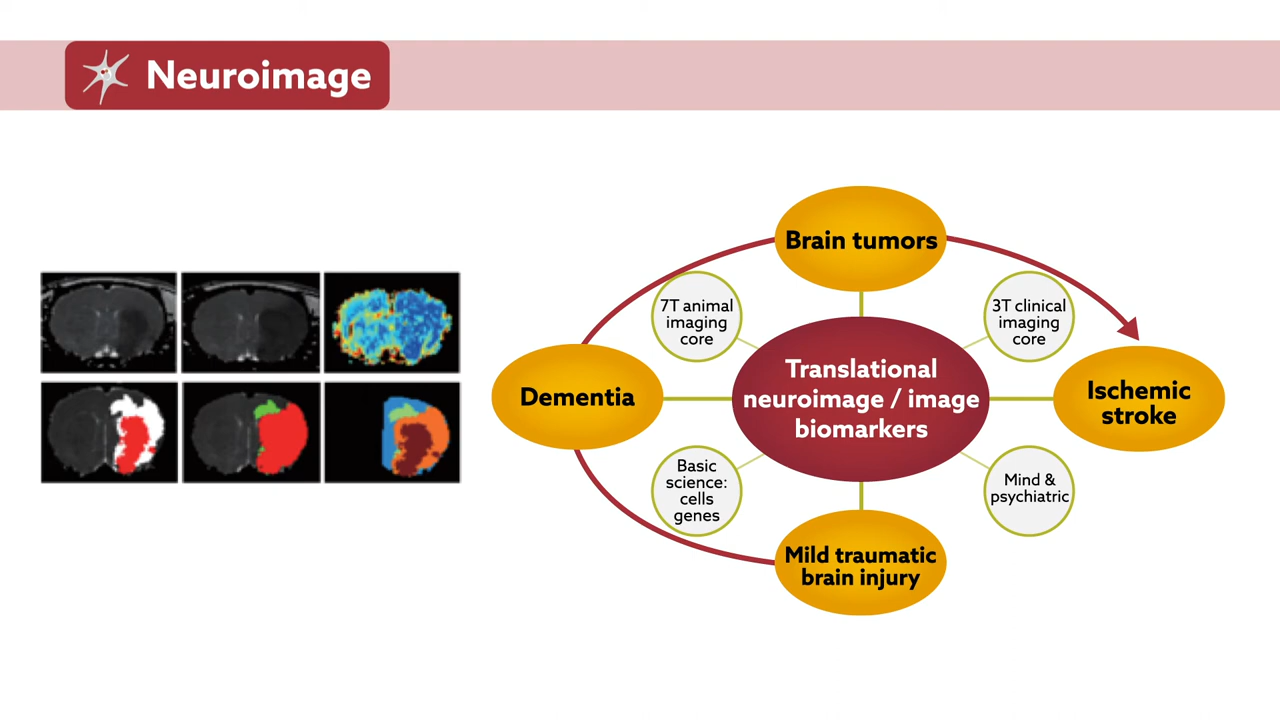 Neuroimage
Brain tumors
7T animal
imaging
core
3T clinical
imaging
core
Translational
neuroimage / image
biomarkers
Dementia
Ischemic
stroke
Basic
science:
cells
genes
Mind &
psychiatric
Mild traumatic
brain injury